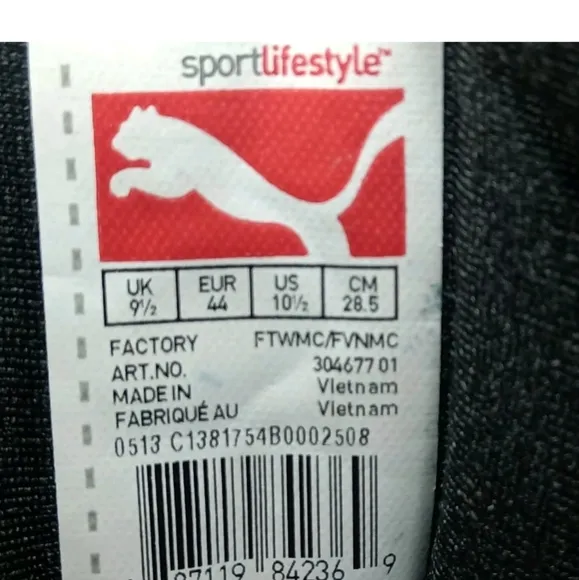 sportlifestyle™
UK EUR US CM
9½ 44 10½ 28.5
FACTORY FTWMC/FVNMC
ART.NO. 304677 01
MADE IN Vietnam
FABRIQUÉ AU Vietnam
0513 C1381754B0002508
97119 84236 9